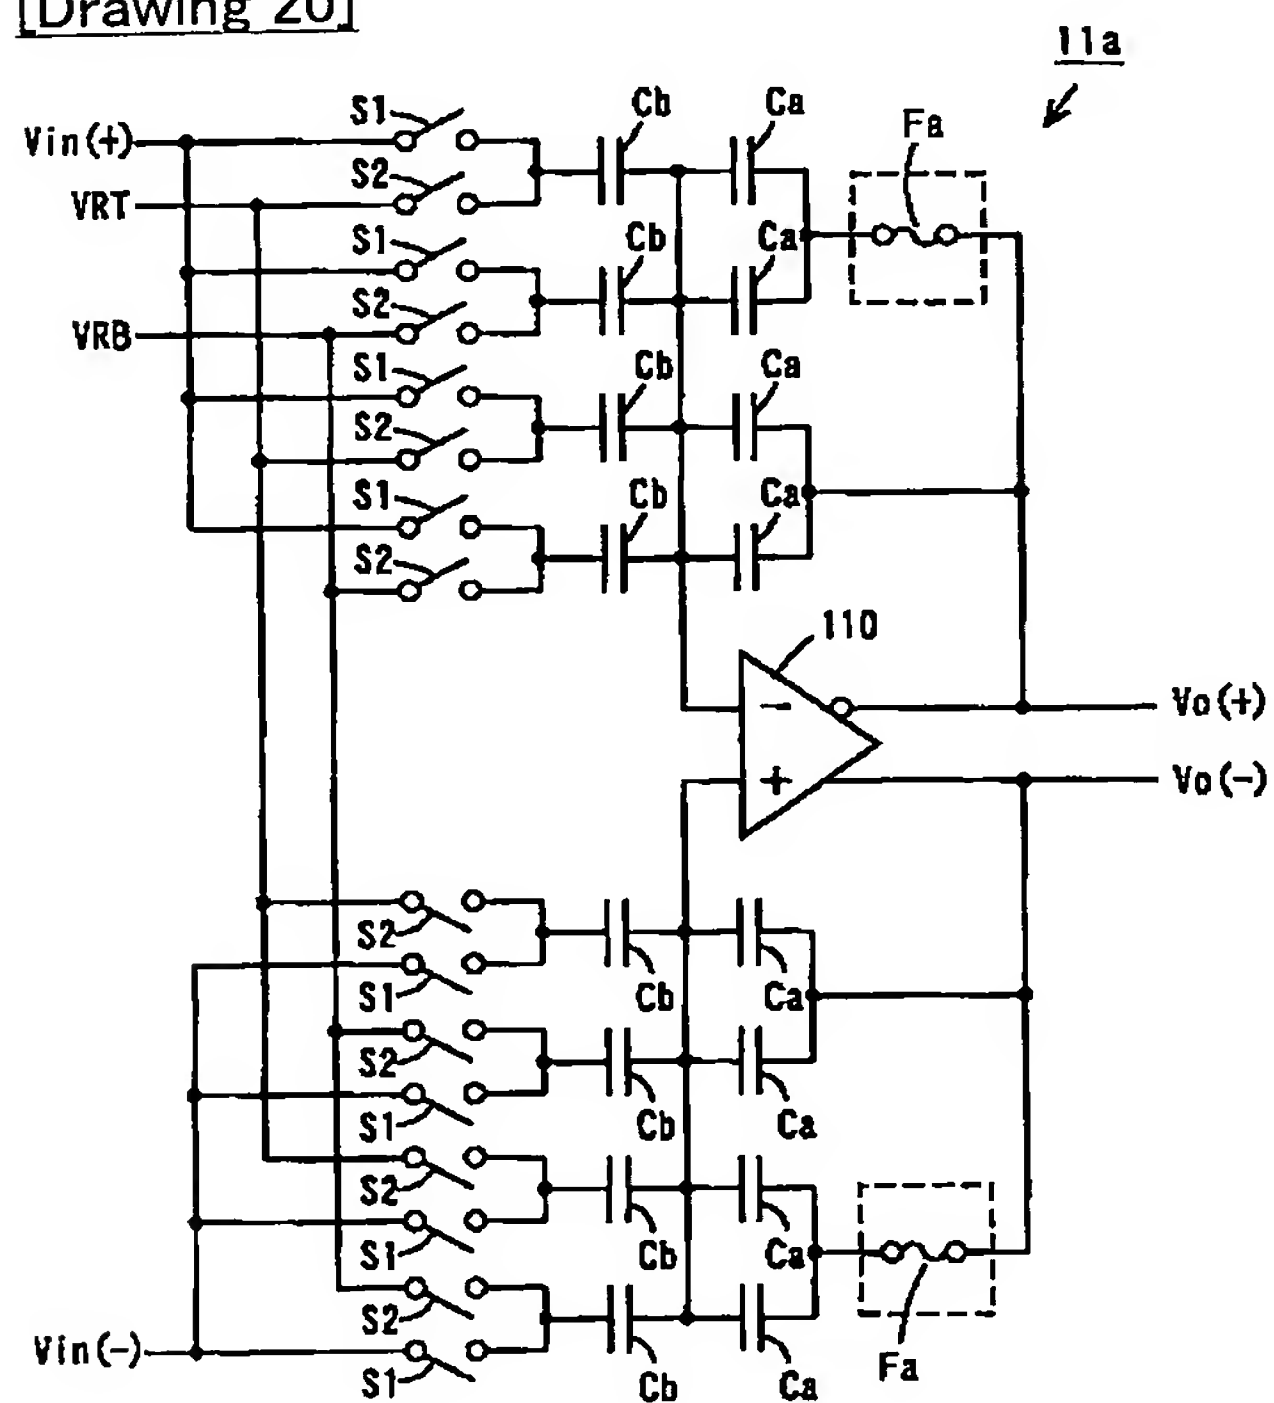 [Drawing 20]
11a
Cb Ca
S1 Fa
Vin(+)
S2
VRT
S1 Cb Ca
S2
VRB
S1 Cb Ca
S2
S1 Cb Ca
S2
110
− Vo(+)
+ Vo(-)
S2
S1 Cb Ca
S2
S1 Cb Ca
S2
S1 Cb Ca
S2
Vin(-) Fa
S1 Cb Ca